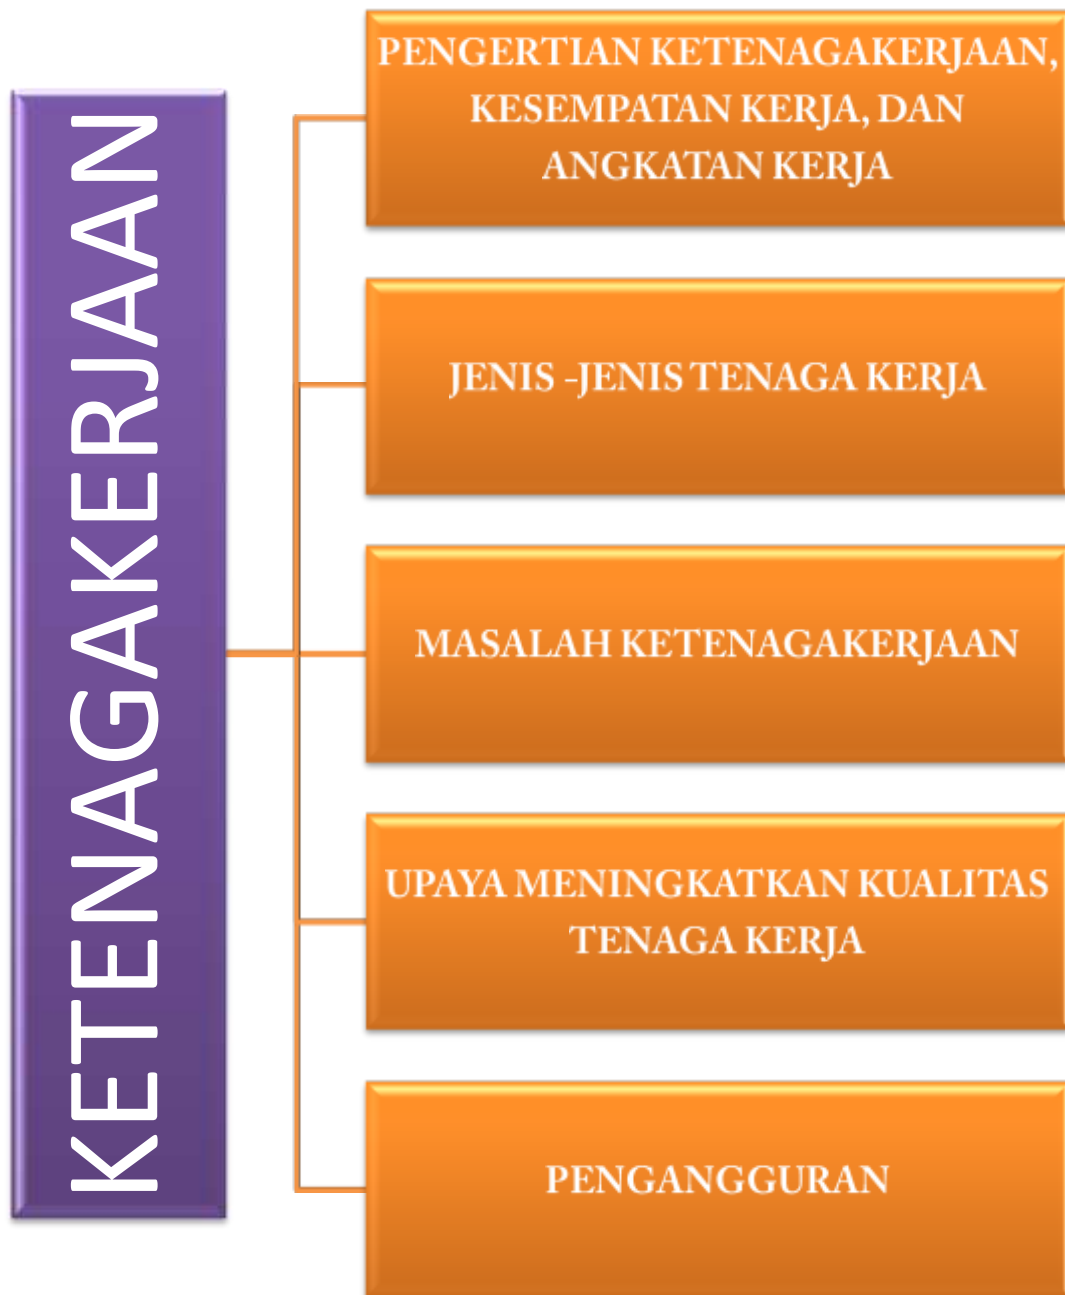 KETENAGAKERJAAN
PENGERTIAN KETENAGAKERJAAN,
KESEMPATAN KERJA, DAN
ANGKATAN KERJA
JENIS -JENIS TENAGA KERJA
MASALAH KETENAGAKERJAAN
UPAYA MENINGKATKAN KUALITAS
TENAGA KERJA
PENGANGGURAN